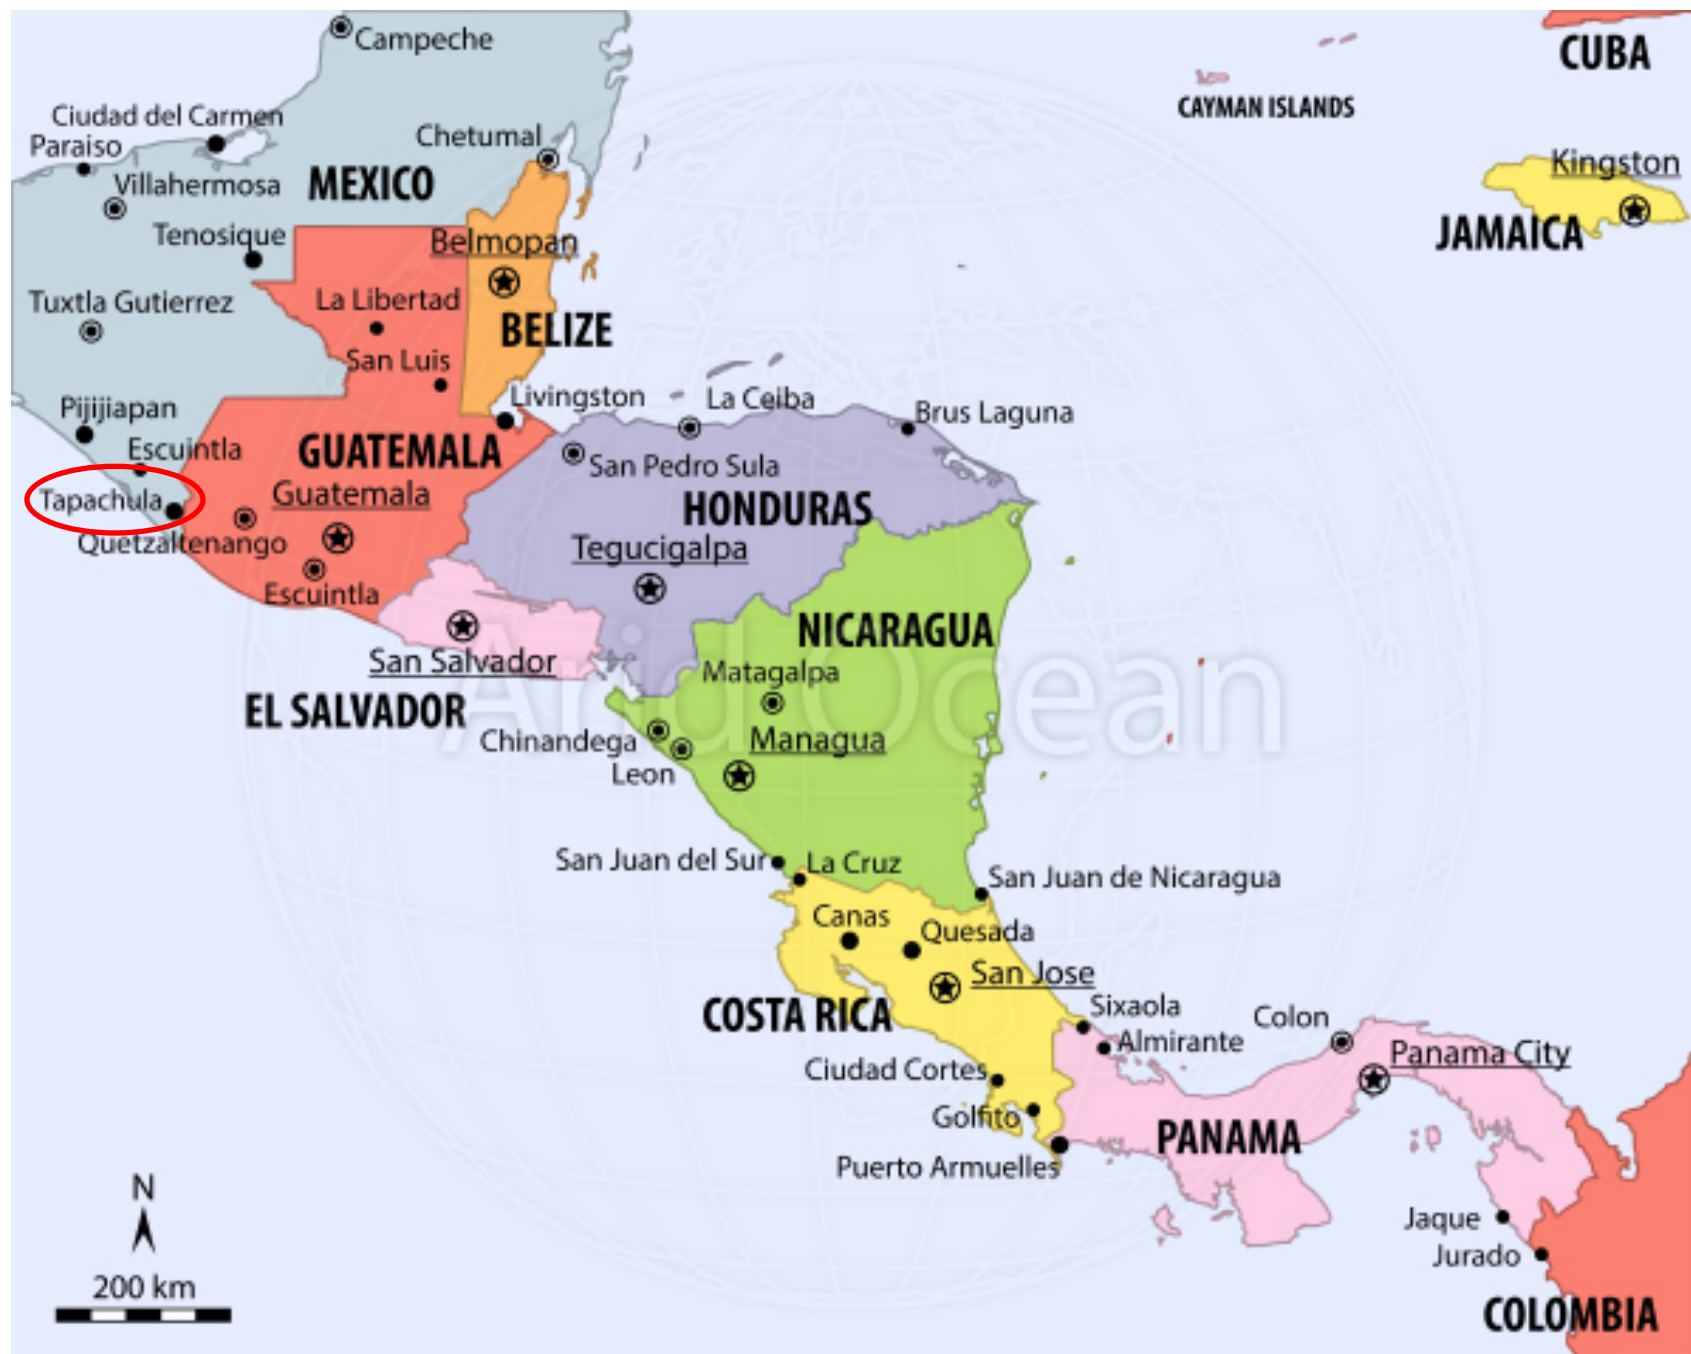 Campeche
CUBA
CAYMAN ISLANDS
Ciudad del Carmen
Paraiso
Chetumal
Kingston
Villahermosa
MEXICO
JAMAICA
Tenosique
Belmopan
Tuxtla Gutierrez
La Libertad
BELIZE
San Luis
Livingston
La Ceiba
Pijijiapan
Brus Laguna
Escuintla
GUATEMALA
San Pedro Sula
Tapachula
Guatemala
HONDURAS
Quetzaltenango
Tegucigalpa
Escuintla
NICARAGUA
San Salvador
Matagalpa
EL SALVADOR
Arid Ocean
Chinandega
Managua
Leon
San Juan del Sur
La Cruz
San Juan de Nicaragua
Canas
Quesada
San Jose
COSTA RICA
Sixaola
Colon
Almirante
Panama City
Ciudad Cortes
Golfito
PANAMA
Puerto Armuelles
N
Jaque
Jurado
200 km
COLOMBIA